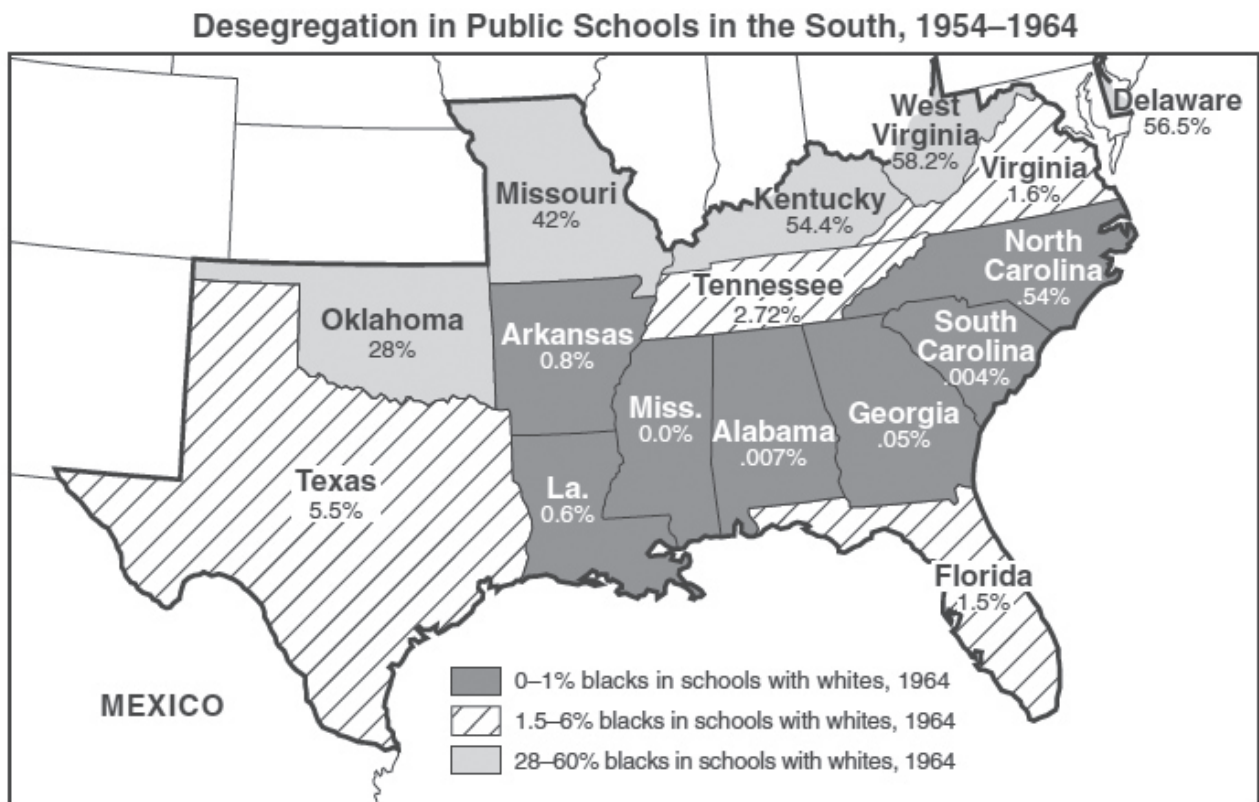 Desegregation in Public Schools in the South, 1954–1964
West
Virginia
58.2%
Delaware
56.5%
Missouri
42%
Kentucky
54.4%
Virginia
1.6%
North
Carolina
.54%
Tennessee
2.72%
Oklahoma
28%
Arkansas
0.8%
South
Carolina
.004%
Miss.
0.0%
Alabama
.007%
Georgia
.05%
Texas
5.5%
La.
0.6%
Florida
1.5%
MEXICO
0–1% blacks in schools with whites, 1964
1.5–6% blacks in schools with whites, 1964
28–60% blacks in schools with whites, 1964